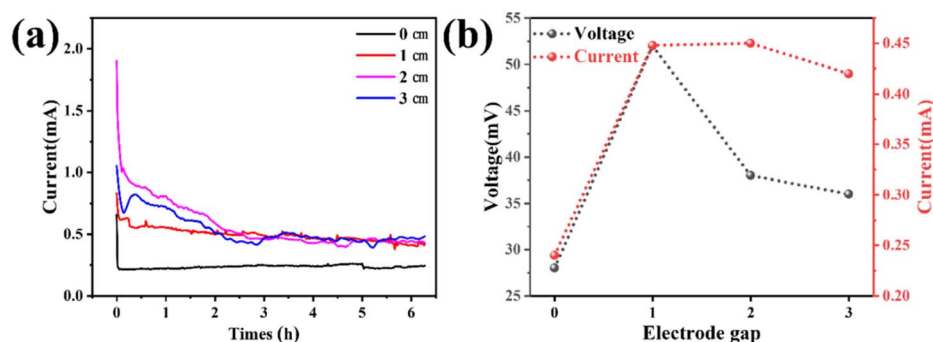 (a)
2.0
1.5
1.0
0.5
0.0
Current(mA)
0 cm
1 cm
2 cm
3 cm
0 1 2 3 4 5 6
Times (h)
(b)
55
50
45
40
35
30
25
Voltage(mV)
Voltage
Current
0.45
0.40
0.35
0.30
0.25
0.20
Current(mA)
0 1 2 3
Electrode gap